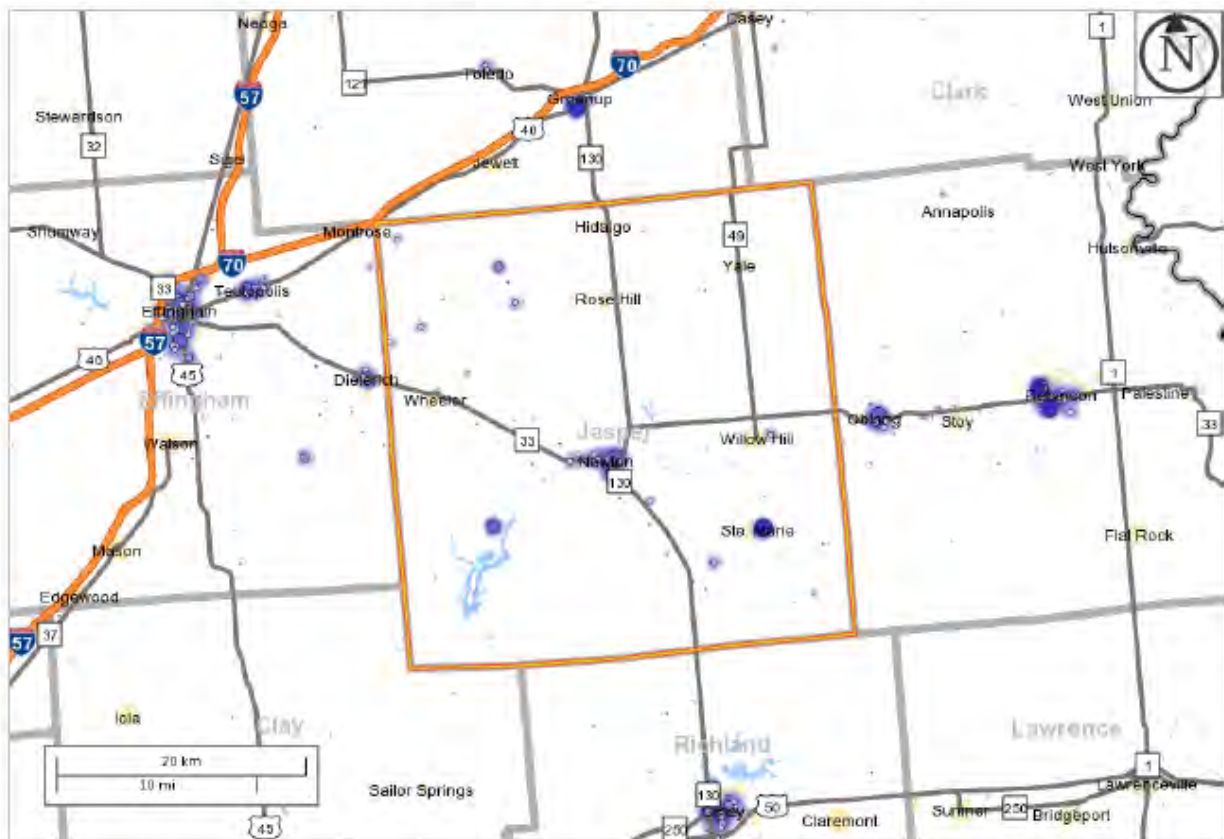 Neoga
Casey
1
N
70
Toledo
121
57
Greenup
Clark
West Union
Stewardson
40
32
130
Sigel
Jewett
West York
Annapolis
Shumway
Montrose
Hidalgo
49
Hutsonville
70
Yale
33
Teutopolis
Effingham
Rose Hill
57
40
45
Dieterich
1
Effingham
Wheeler
Robinson
Palestine
Oblong
Stoy
33
Jasper
Willow Hill
33
Watson
Newton
130
Ste. Marie
Flat Rock
Mason
Edgewood
37
57
Iola
Clay
Richland
Lawrence
20 km
10 mi
1
Sailor Springs
130
50
Lawrenceville
Olney
Sumner
250
Bridgeport
45
250
Claremont